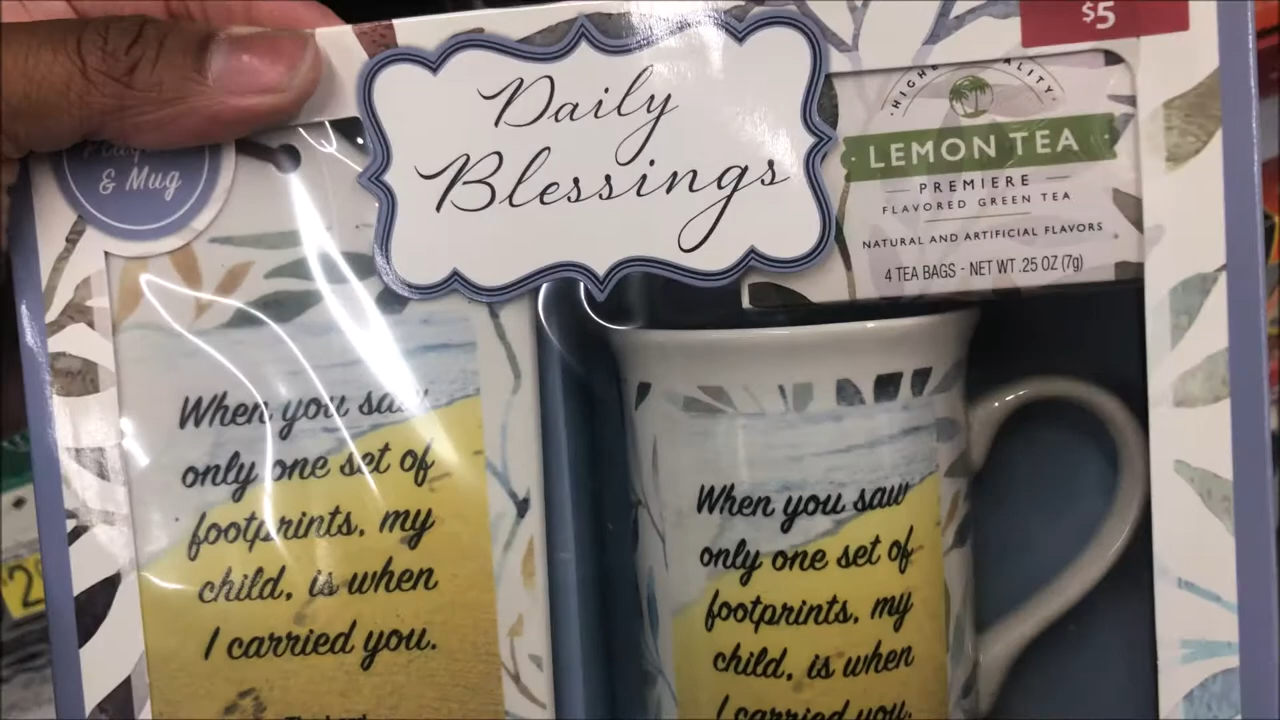 $5
Daily
Blessings
& Mug
LEMON TEA
PREMIERE
FLAVORED GREEN TEA
NATURAL AND ARTIFICIAL FLAVORS
4 TEA BAGS - NET WT .25 OZ (7g)
When you saw
only one set of
footprints, my
child, is when
I carried you.
When you saw
only one set of
footprints, my
child, is when
I carried you.